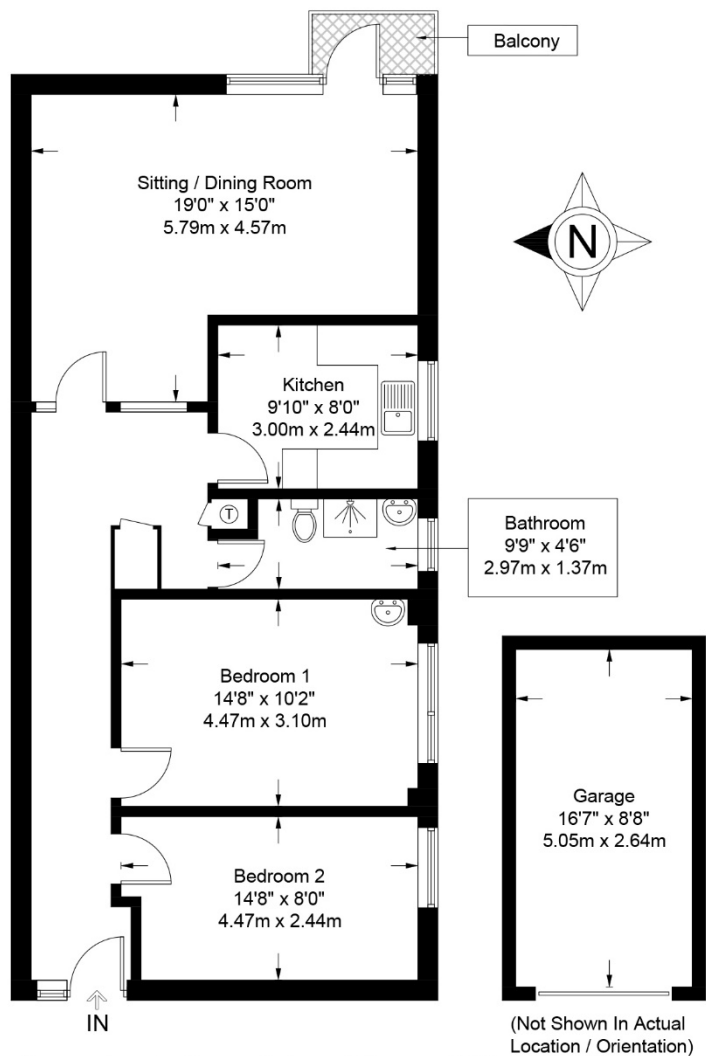 Balcony
Sitting / Dining Room
19'0" x 15'0"
5.79m x 4.57m
N
Kitchen
9'10" x 8'0"
3.00m x 2.44m
T
Bathroom
9'9" x 4'6"
2.97m x 1.37m
Bedroom 1
14'8" x 10'2"
4.47m x 3.10m
Garage
16'7" x 8'8"
5.05m x 2.64m
Bedroom 2
14'8" x 8'0"
4.47m x 2.44m
IN
(Not Shown In Actual
Location / Orientation)